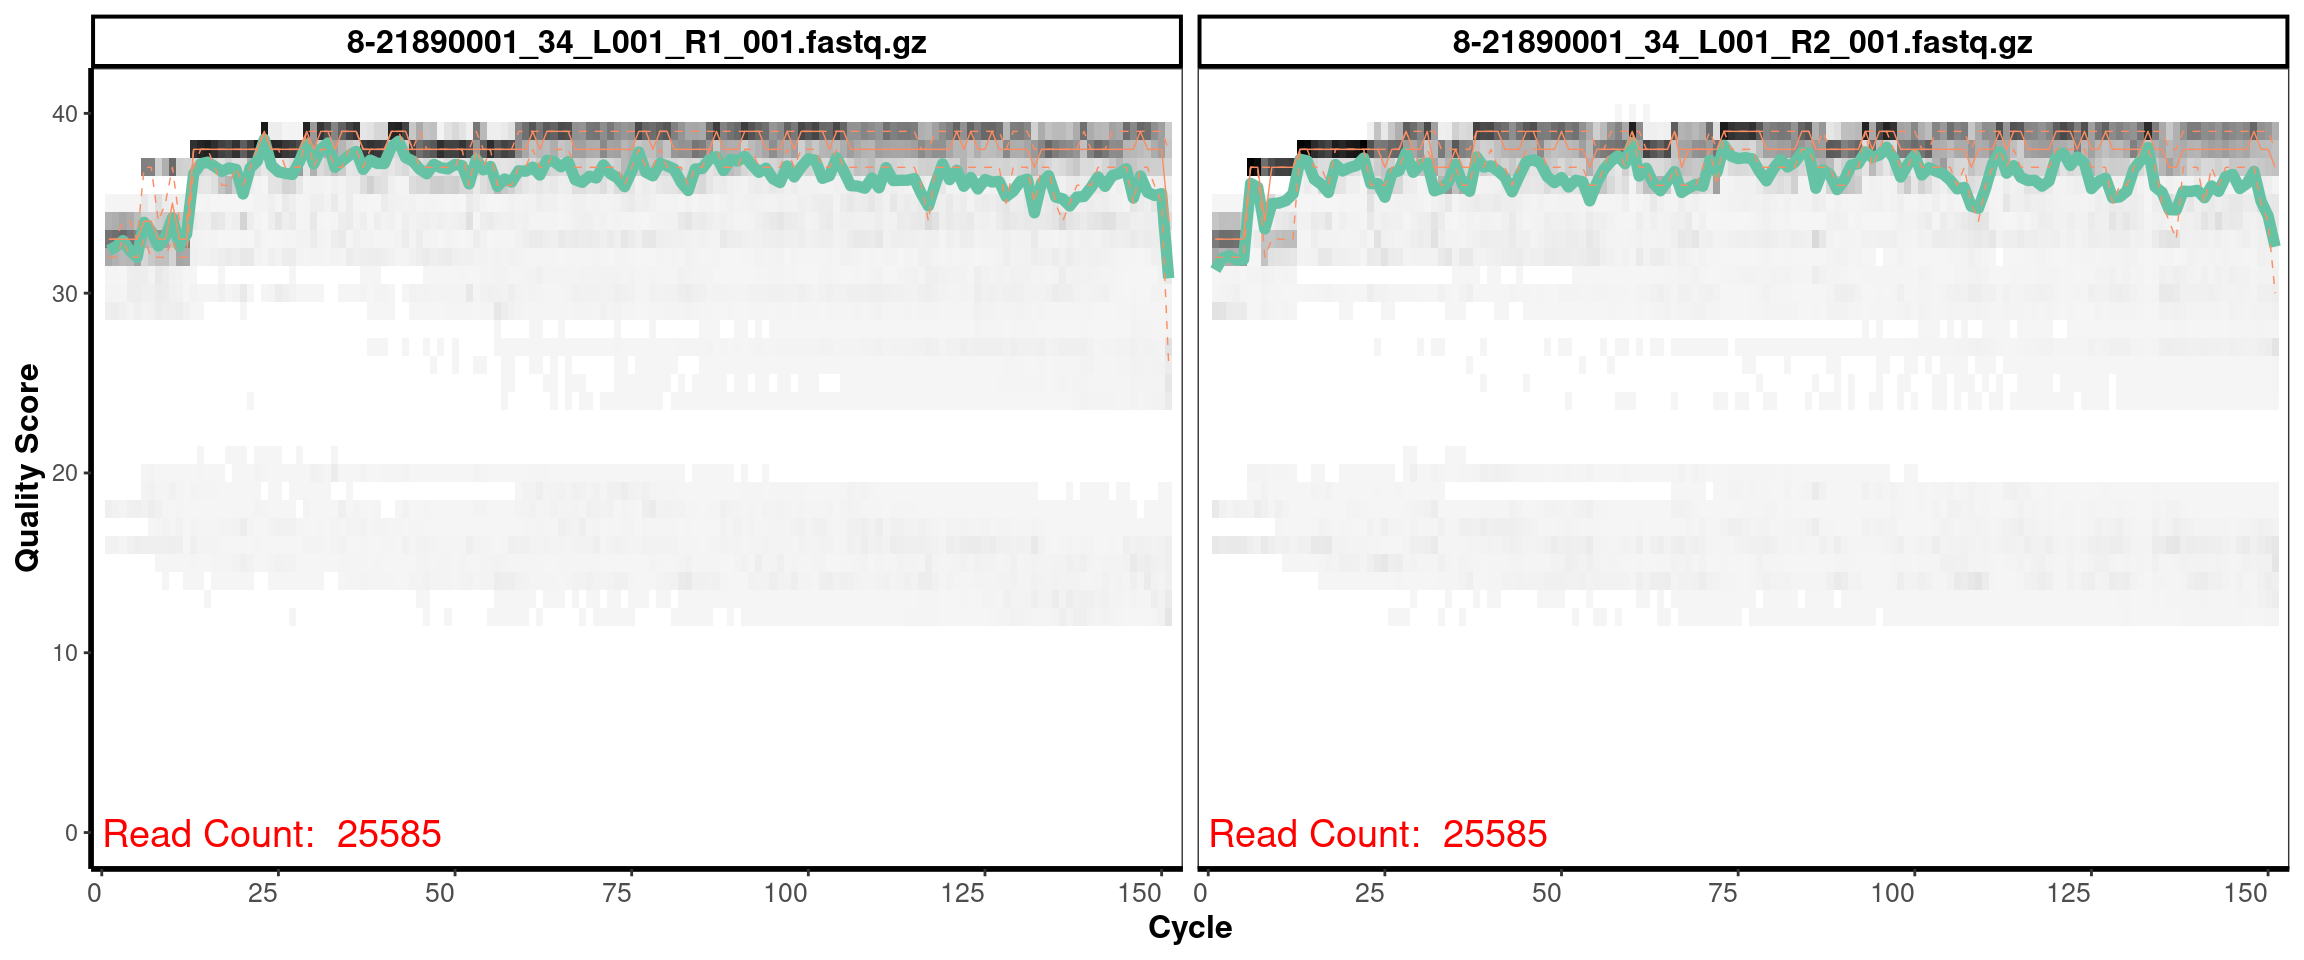 8-21890001_34_L001_R1_001.fastq.gz
8-21890001_34_L001_R2_001.fastq.gz
40
30
20
10
0
Quality Score
Read Count:  25585
Read Count:  25585
0 25 50 75 100 125 150
0 25 50 75 100 125 150
Cycle